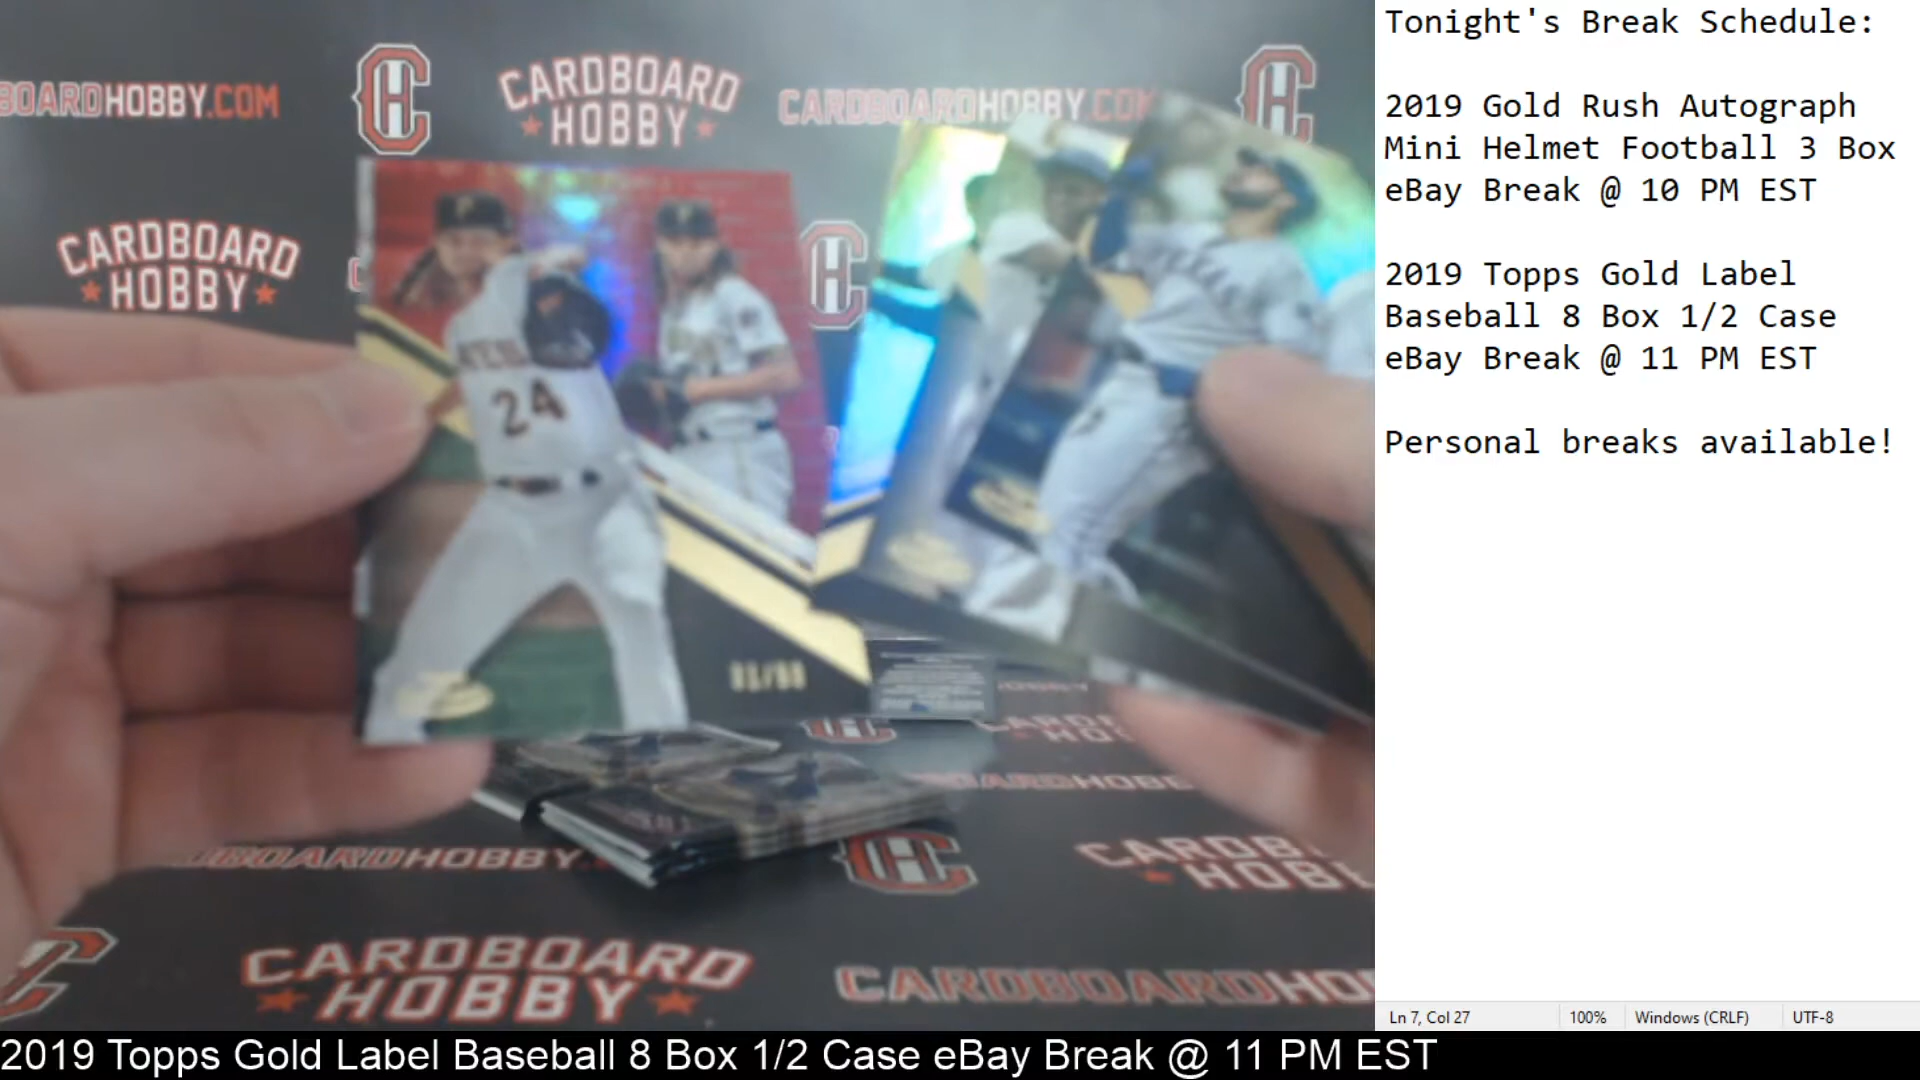 BOARDHOBBY.COM
CARDBOARD
HOBBY
CARDBOARDHOBBY.COM
CARDBOARD
HOBBY
24
CARDBOARD
HOBBY
CARDBOARDHO
Tonight's Break Schedule:
2019 Gold Rush Autograph
Mini Helmet Football 3 Box
eBay Break @ 10 PM EST
2019 Topps Gold Label
Baseball 8 Box 1/2 Case
eBay Break @ 11 PM EST
Personal breaks available!
Ln 7, Col 27
100%
Windows (CRLF)
UTF-8
2019 Topps Gold Label Baseball 8 Box 1/2 Case eBay Break @ 11 PM EST